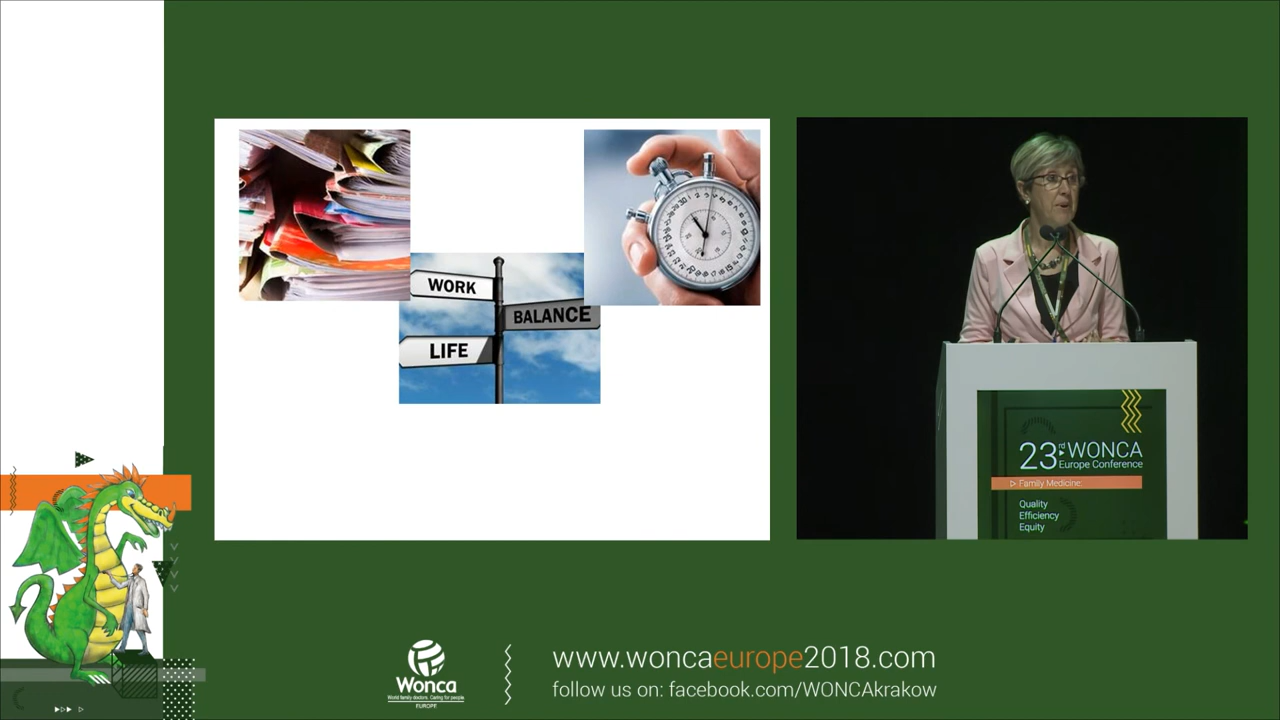 WORK
BALANCE
LIFE
23rd WONCA
Europe Conference
Family Medicine:
Quality
Efficiency
Equity
Wonca
World family doctors. Caring for people.
EUROPE
www.woncaeurope2018.com
follow us on: facebook.com/WONCAkrakow